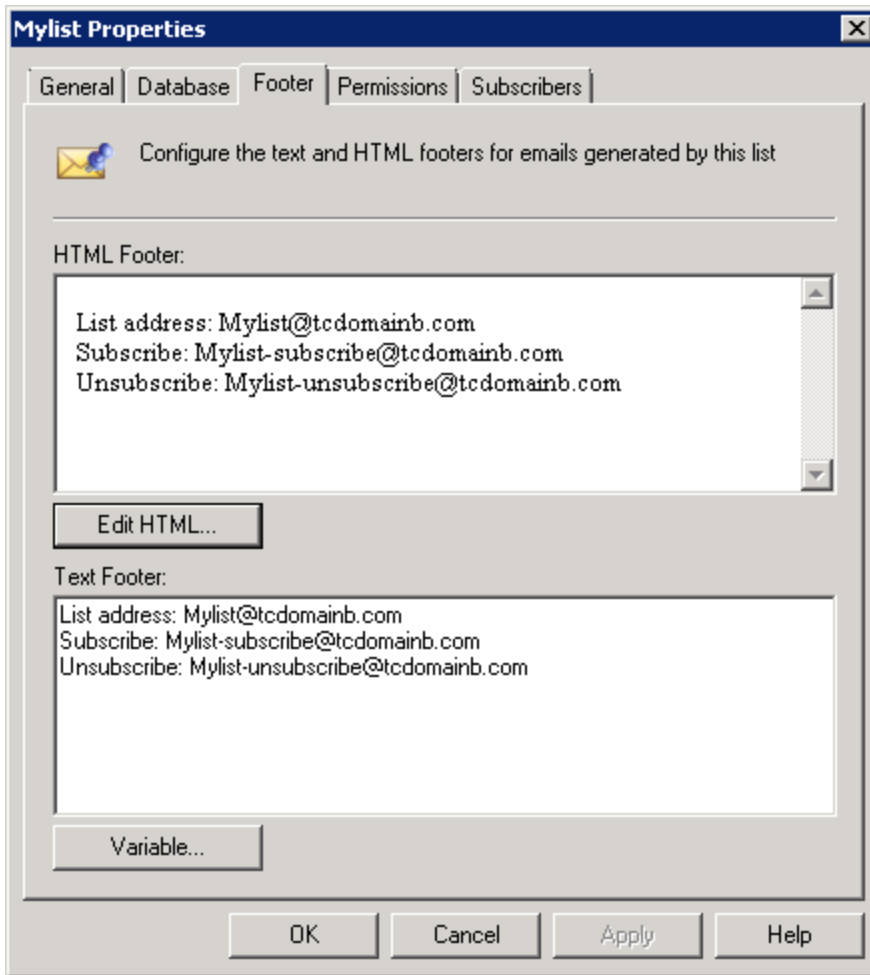 Mylist Properties
General Database Footer Permissions Subscribers
Configure the text and HTML footers for emails generated by this list
HTML Footer:
List address: Mylist@tcdomainb.com
Subscribe: Mylist-subscribe@tcdomainb.com
Unsubscribe: Mylist-unsubscribe@tcdomainb.com
Edit HTML...
Text Footer:
List address: Mylist@tcdomainb.com
Subscribe: Mylist-subscribe@tcdomainb.com
Unsubscribe: Mylist-unsubscribe@tcdomainb.com
Variable...
OK Cancel Apply Help